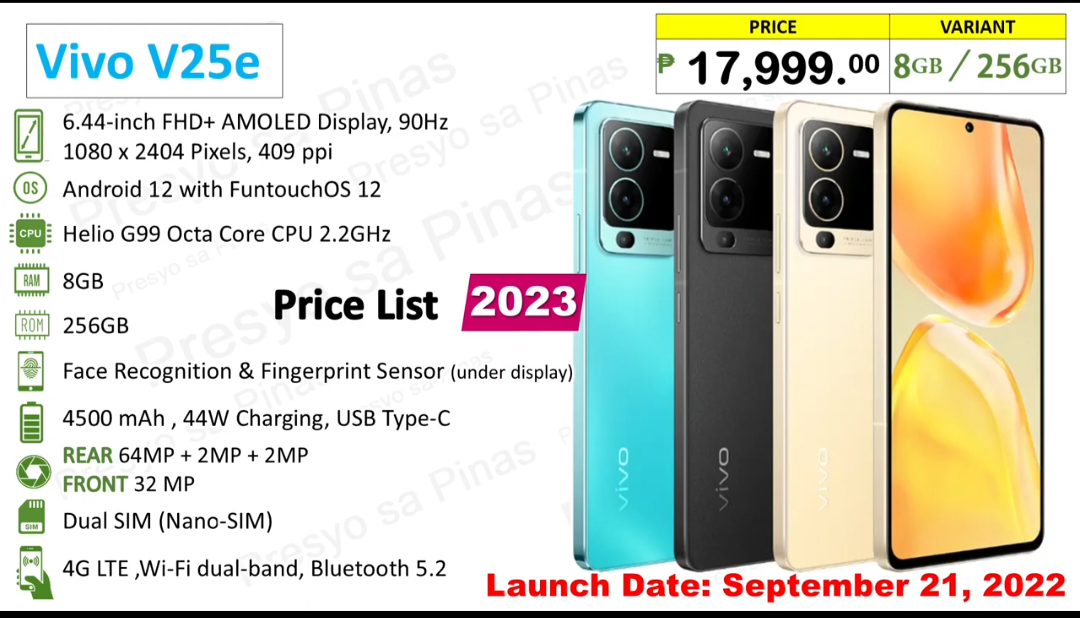 Vivo V25e
PRICE VARIANT
₱ 17,999.00 8GB / 256GB
6.44-inch FHD+ AMOLED Display, 90Hz
1080 x 2404 Pixels, 409 ppi
OS Android 12 with FuntouchOS 12
CPU Helio G99 Octa Core CPU 2.2GHz
RAM 8GB
Price List 2023
ROM 256GB
Face Recognition & Fingerprint Sensor (under display)
4500 mAh , 44W Charging, USB Type-C
REAR 64MP + 2MP + 2MP
FRONT 32 MP
SIM Dual SIM (Nano-SIM)
4G LTE ,Wi-Fi dual-band, Bluetooth 5.2
Launch Date: September 21, 2022
vivo
vivo
vivo
Presyo sa Pinas